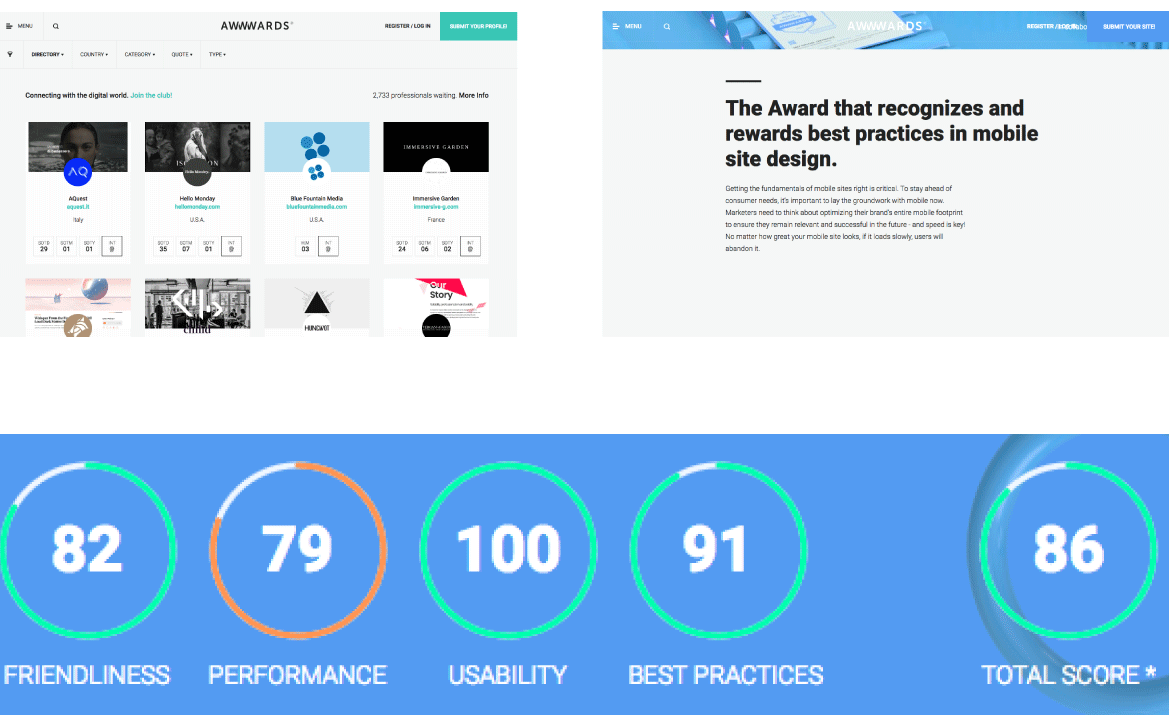 MENU
AWWWARDS
REGISTER / LOG IN
SUBMIT YOUR PROFILE!
DIRECTORY
COUNTRY
CATEGORY
QUOTE
TYPE
Connecting with the digital world. Join the club!
2,733 professionals waiting. More Info
AQ
AQuest
aquest.it
Italy
SOTD SOTM SOTY INT
29 01 01 @
Hello Monday.
Hello Monday
hellomonday.com
U.S.A.
SOTD SOTM SOTY INT
35 07 01 @
Blue Fountain Media
bluefountainmedia.com
U.S.A.
HM INT
03 @
IMMERSIVE GARDEN
Immersive Garden
immersive-g.com
France
SOTD SOTM SOTY INT
24 06 02 @
child
HUNGVOT
Our
Story
MENU
AWWWARDS
REGISTER / LOG IN
SUBMIT YOUR SITE!
The Award that recognizes and
rewards best practices in mobile
site design.
Getting the fundamentals of mobile sites right is critical. To stay ahead of
consumer needs, it's important to lay the groundwork with mobile now.
Marketers need to think about optimizing their brand's entire mobile footprint
to ensure they remain relevant and successful in the future - and speed is key!
No matter how great your mobile site looks, if it loads slowly, users will
abandon it.
82
79
100
91
86
FRIENDLINESS
PERFORMANCE
USABILITY
BEST PRACTICES
TOTAL SCORE *